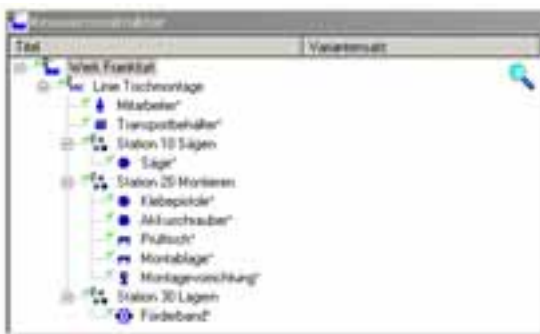 Ressourcenstruktur
Titel Variantensatz
Werk Frankfurt
Linie Tischmontage
Mitarbeiter*
Transportbehälter*
Station 10 Sägen
Säge*
Station 20 Montieren
Klebepistole*
Akkuschrauber*
Prüftisch*
Montablage*
Montagevorrichtung*
Station 30 Lagern
Förderband*